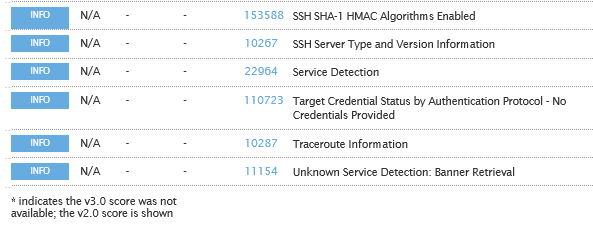 INFO N/A - - 153588 SSH SHA-1 HMAC Algorithms Enabled
INFO N/A - - 10267 SSH Server Type and Version Information
INFO N/A - - 22964 Service Detection
INFO N/A - - 110723 Target Credential Status by Authentication Protocol - No
Credentials Provided
INFO N/A - - 10287 Traceroute Information
INFO N/A - - 11154 Unknown Service Detection: Banner Retrieval
* indicates the v3.0 score was not
available; the v2.0 score is shown